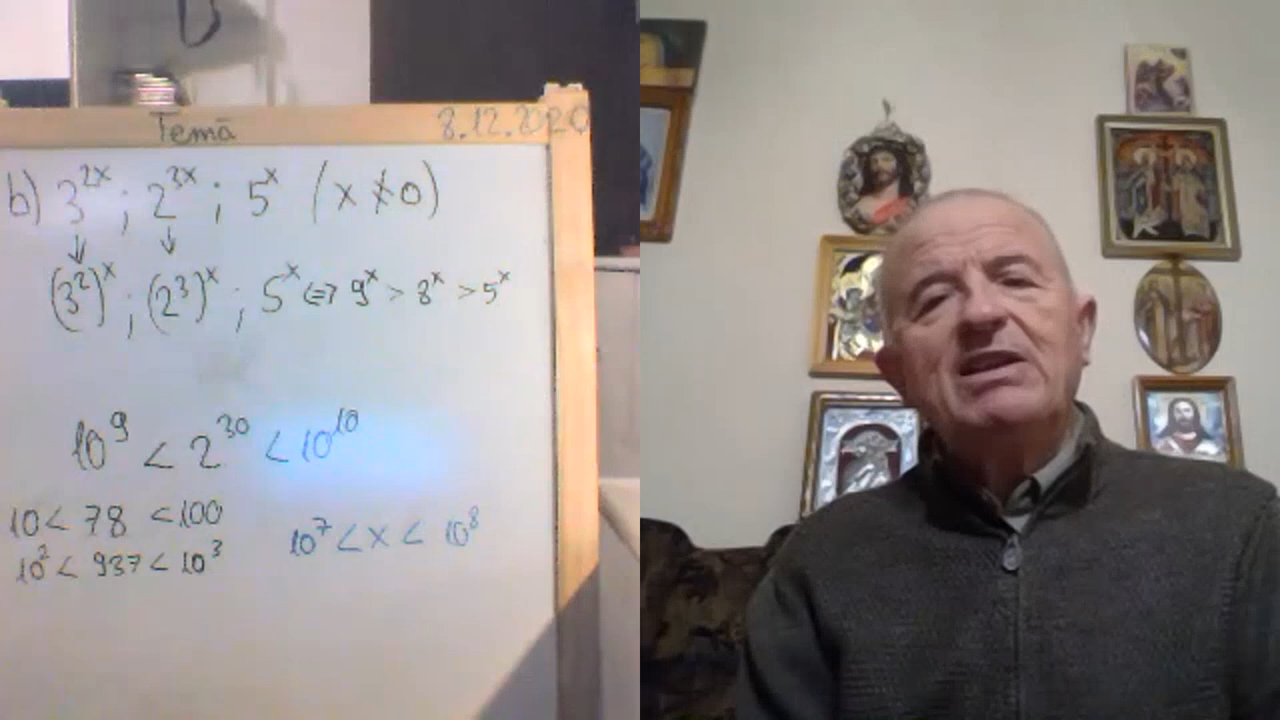 Temă 8.12.2020
b) 3^{2x} ; 2^{3x} ; 5^x (x ≠ 0)
↓ ↓
(3^2)^x ; (2^3)^x ; 5^x ⇔ 9^x > 8^x > 5^x
10^9 < 2^{30} < 10^{10}
10 < 78 < 100
10^7 < x < 10^8
10^2 < 937 < 10^3